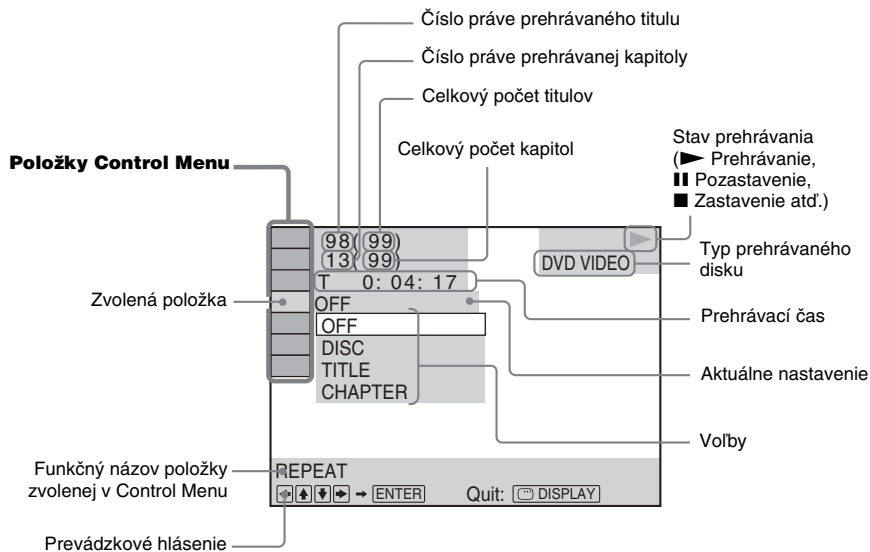 Číslo práve prehrávaného titulu
Číslo práve prehrávanej kapitoly
Celkový počet titulov
Celkový počet kapitol
Stav prehrávania
(► Prehrávanie,
❚❚ Pozastavenie,
■ Zastavenie atď.)
Položky Control Menu
98( 99)
13( 99)
DVD VIDEO
Typ prehrávaného
disku
T 0: 04: 17
Zvolená položka
OFF
Prehrávací čas
OFF
DISC
TITLE
CHAPTER
Aktuálne nastavenie
Voľby
Funkčný názov položky
zvolenej v Control Menu
REPEAT
←↑↓→ → ENTER Quit: DISPLAY
Prevádzkové hlásenie